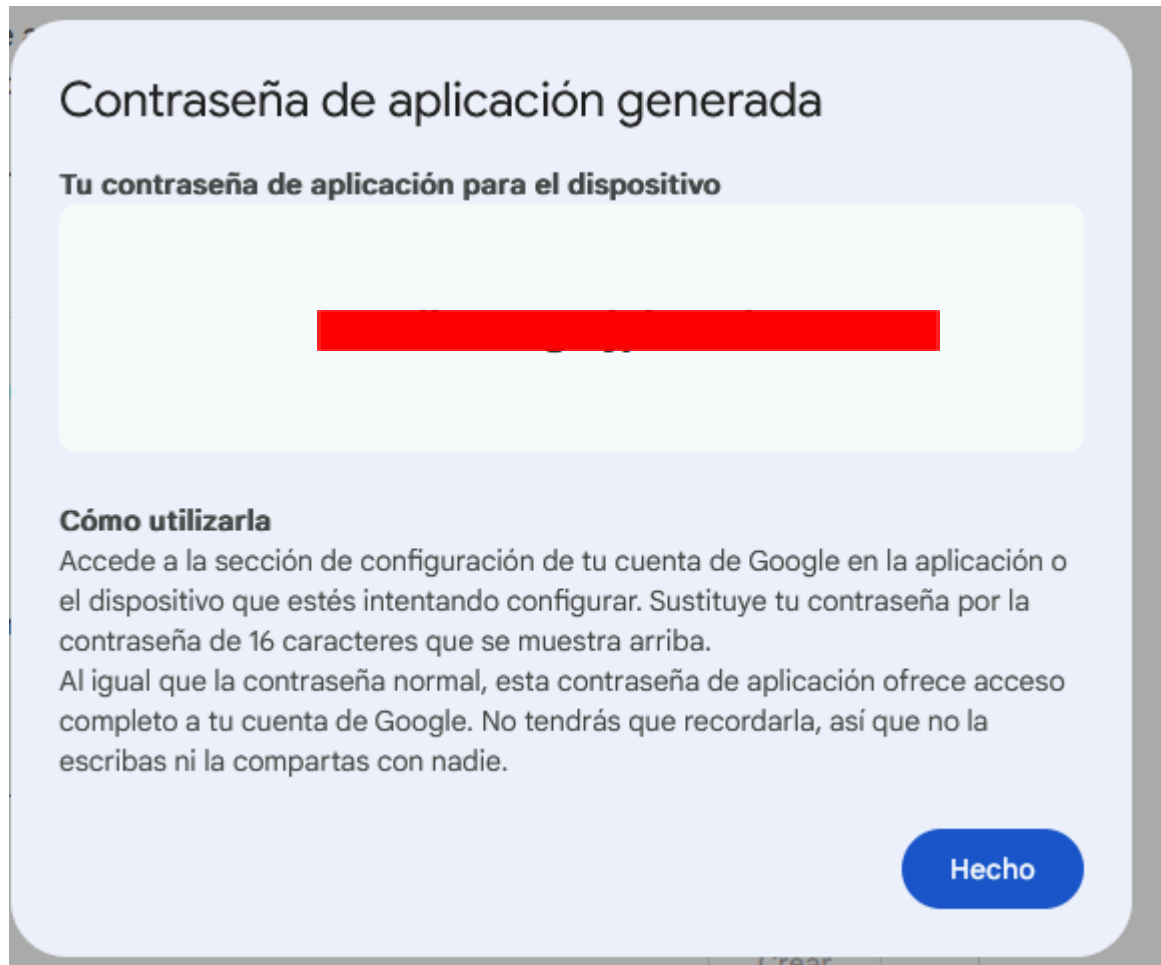 Contraseña de aplicación generada
Tu contraseña de aplicación para el dispositivo
Cómo utilizarla
Accede a la sección de configuración de tu cuenta de Google en la aplicación o
el dispositivo que estés intentando configurar. Sustituye tu contraseña por la
contraseña de 16 caracteres que se muestra arriba.
Al igual que la contraseña normal, esta contraseña de aplicación ofrece acceso
completo a tu cuenta de Google. No tendrás que recordarla, así que no la
escribas ni la compartas con nadie.
Hecho
Crear